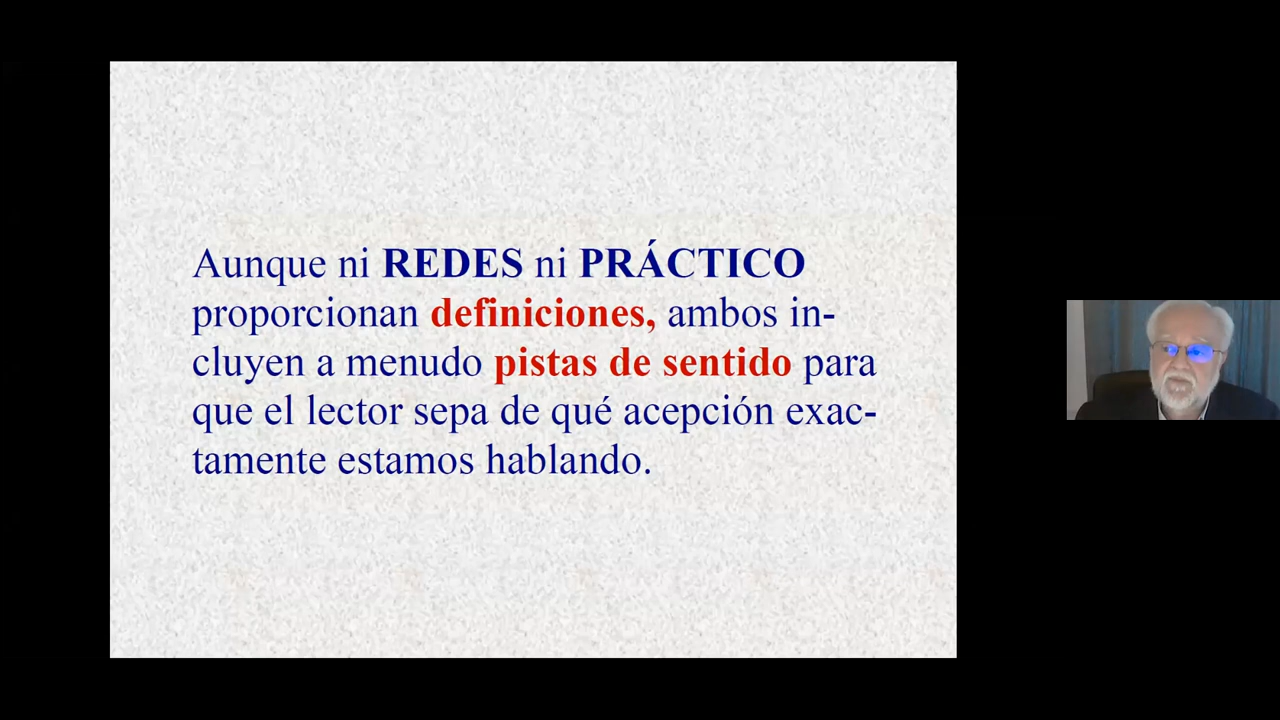 Aunque ni REDES ni PRÁCTICO
proporcionan definiciones, ambos in-
cluyen a menudo pistas de sentido para
que el lector sepa de qué acepción exac-
tamente estamos hablando.